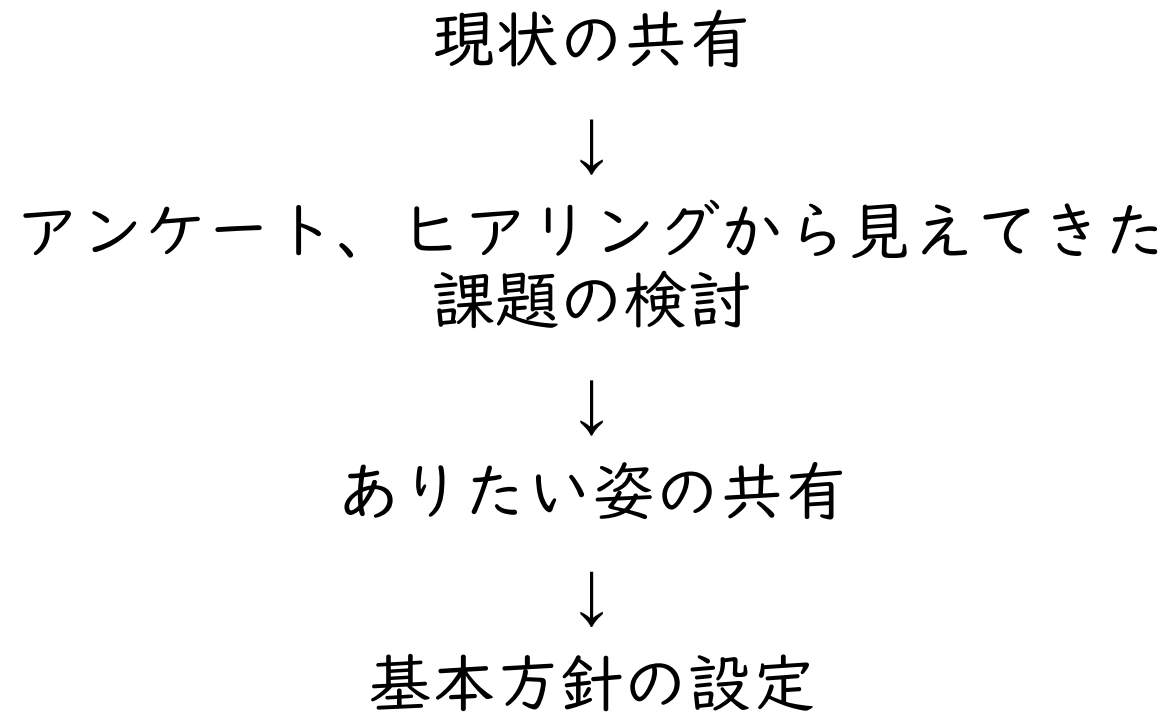 現状の共有
↓
アンケート、ヒアリングから見えてきた
課題の検討
↓
ありたい姿の共有
↓
基本方針の設定